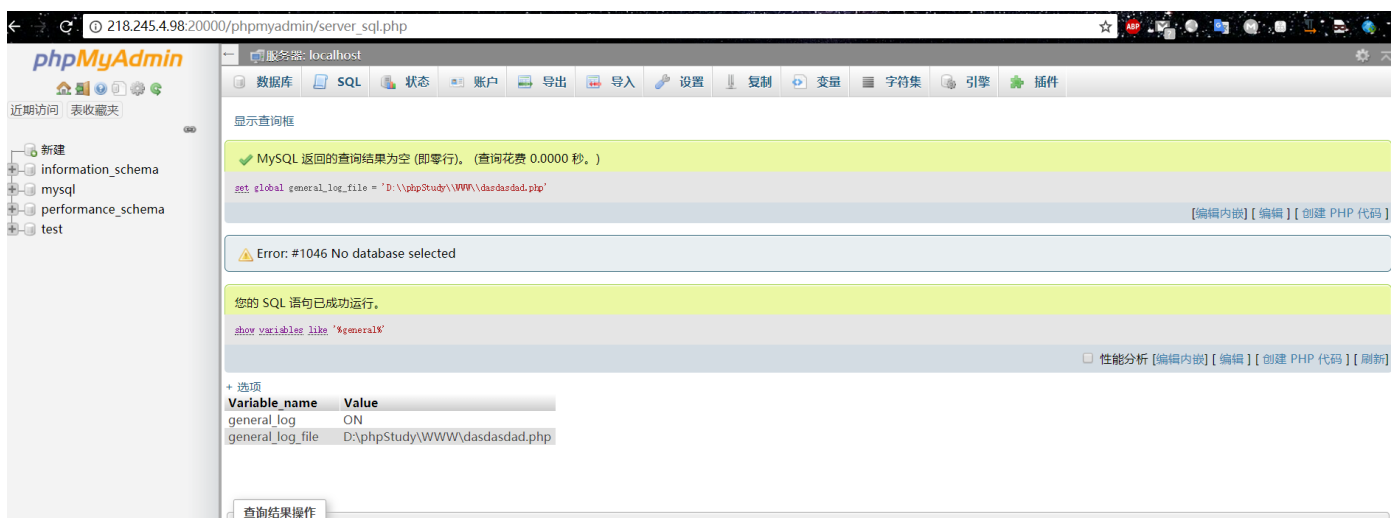 218.245.4.98:20000/phpmyadmin/server_sql.php
ABP
phpMyAdmin
服务器: localhost
数据库 SQL 状态 账户 导出 导入 设置 复制 变量 字符集 引擎 插件
近期访问 表收藏夹
显示查询框
新建
information_schema
mysql
performance_schema
test
MySQL 返回的查询结果为空 (即零行)。 (查询花费 0.0000 秒。)
set global general_log_file = 'D:\\phpStudy\\WWW\\dasdasdad.php'
[编辑内嵌] [ 编辑 ] [ 创建 PHP 代码 ]
Error: #1046 No database selected
您的 SQL 语句已成功运行。
show variables like '%general%'
性能分析 [编辑内嵌] [ 编辑 ] [ 创建 PHP 代码 ] [ 刷新]
+ 选项
Variable_name Value
general_log ON
general_log_file D:\phpStudy\WWW\dasdasdad.php
查询结果操作